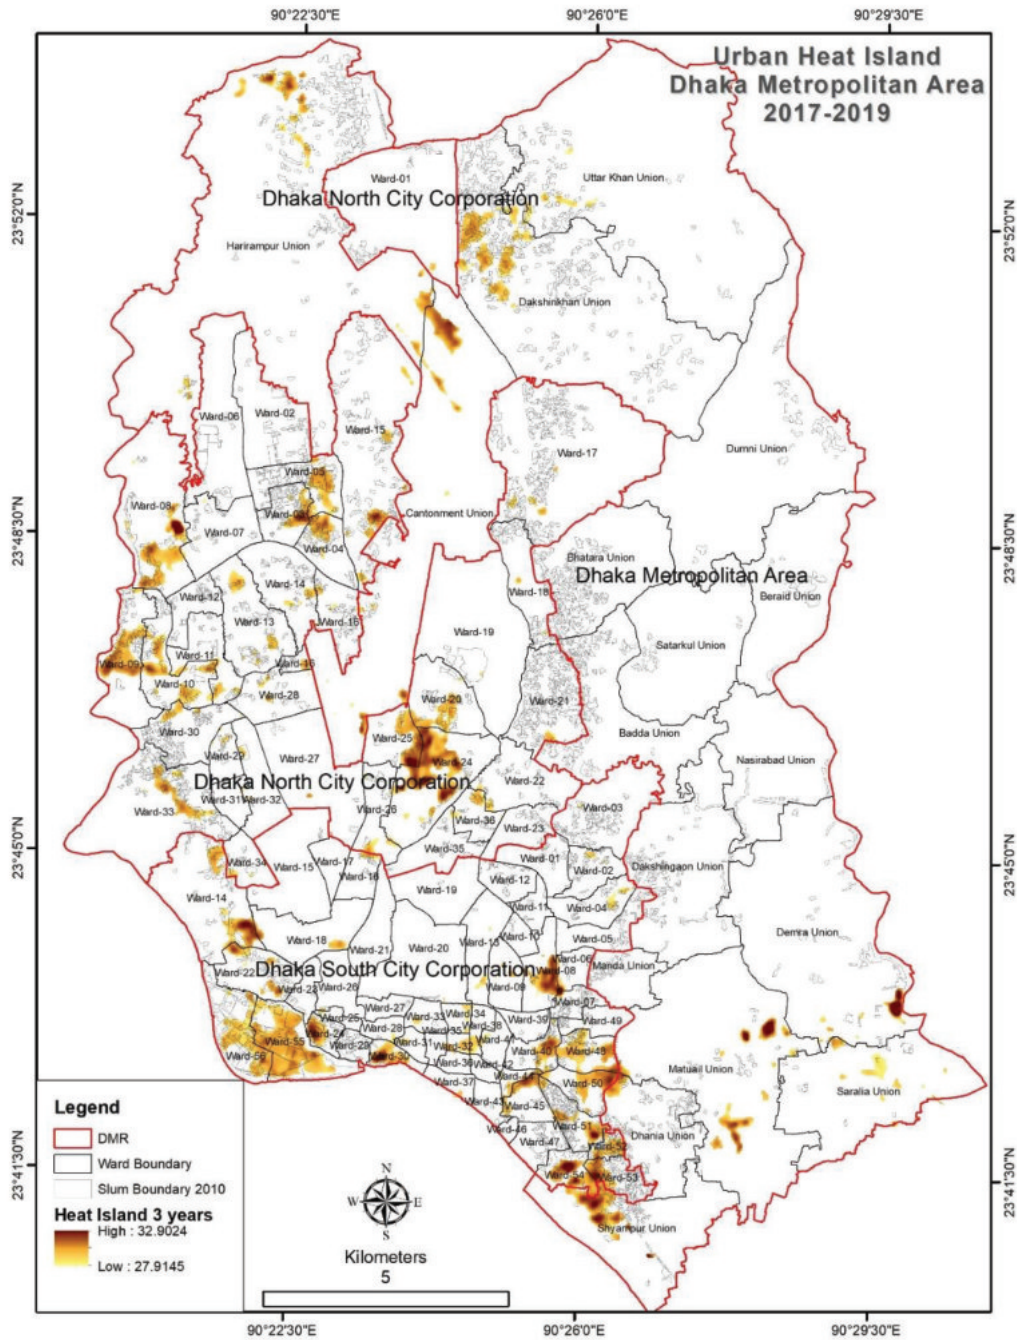 90°22'30"E
90°26'0"E
90°29'30"E
Urban Heat Island
Dhaka Metropolitan Area
2017-2019
Ward-01
Uttar Khan Union
Dhaka North City Corporation
23°52'0"N
23°52'0"N
Harirampur Union
Dakshinkhan Union
Ward-06
Ward-02
Ward-15
Ward-17
Dumni Union
Ward-05
Ward-08
Ward-03
Cantonment Union
23°48'30"N
23°48'30"N
Ward-07
Ward-04
Bhatara Union
Dhaka Metropolitan Area
Ward-14
Ward-18
Beraid Union
Ward-12
Ward-13
Ward-16
Ward-19
Satarkul Union
Ward-11
Ward-09
Ward-16
Ward-10
Ward-28
Ward-20
Ward-21
Ward-30
Ward-25
Badda Union
Ward-29
Ward-27
Ward-24
Nasirabad Union
Dhaka North City Corporation
Ward-22
Ward-31
Ward-32
Ward-33
Ward-26
Ward-03
Ward-36
Ward-23
23°45'0"N
23°45'0"N
Ward-35
Ward-34
Ward-15
Ward-17
Ward-16
Ward-01
Ward-02
Dakshingaon Union
Ward-12
Ward-19
Ward-14
Ward-11
Ward-04
Demra Union
Ward-18
Ward-21
Ward-20
Ward-13
Ward-10
Ward-05
Ward-06
Ward-22
Dhaka South City Corporation
Ward-08
Manda Union
Ward-23
Ward-26
Ward-09
Ward-07
Ward-27
Ward-33
Ward-34
Ward-25
Ward-28
Ward-35
Ward-38
Ward-39
Ward-49
Ward-24
Ward-55
Ward-29
Ward-31
Ward-32
Ward-41
Ward-40
Ward-48
Ward-56
Ward-30
Ward-36
Ward-42
Matuail Union
Ward-37
Ward-44
Ward-50
Saralia Union
Ward-43
Ward-45
Ward-46
Ward-51
Dhania Union
Ward-47
Ward-52
Ward-54
Ward-53
Shyampur Union
23°41'30"N
23°41'30"N
Legend
DMR
Ward Boundary
Slum Boundary 2010
Heat Island 3 years
High : 32.9024
Low : 27.9145
N
W
E
S
Kilometers
5
90°22'30"E
90°26'0"E
90°29'30"E